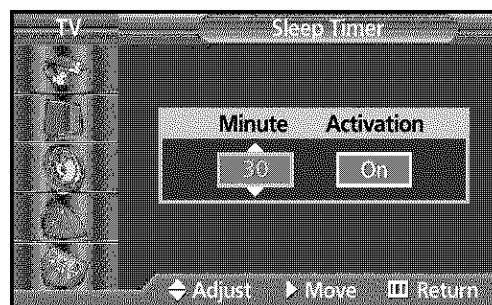 TV Sleep Timer
Minute Activation
30 On
Adjust Move Return